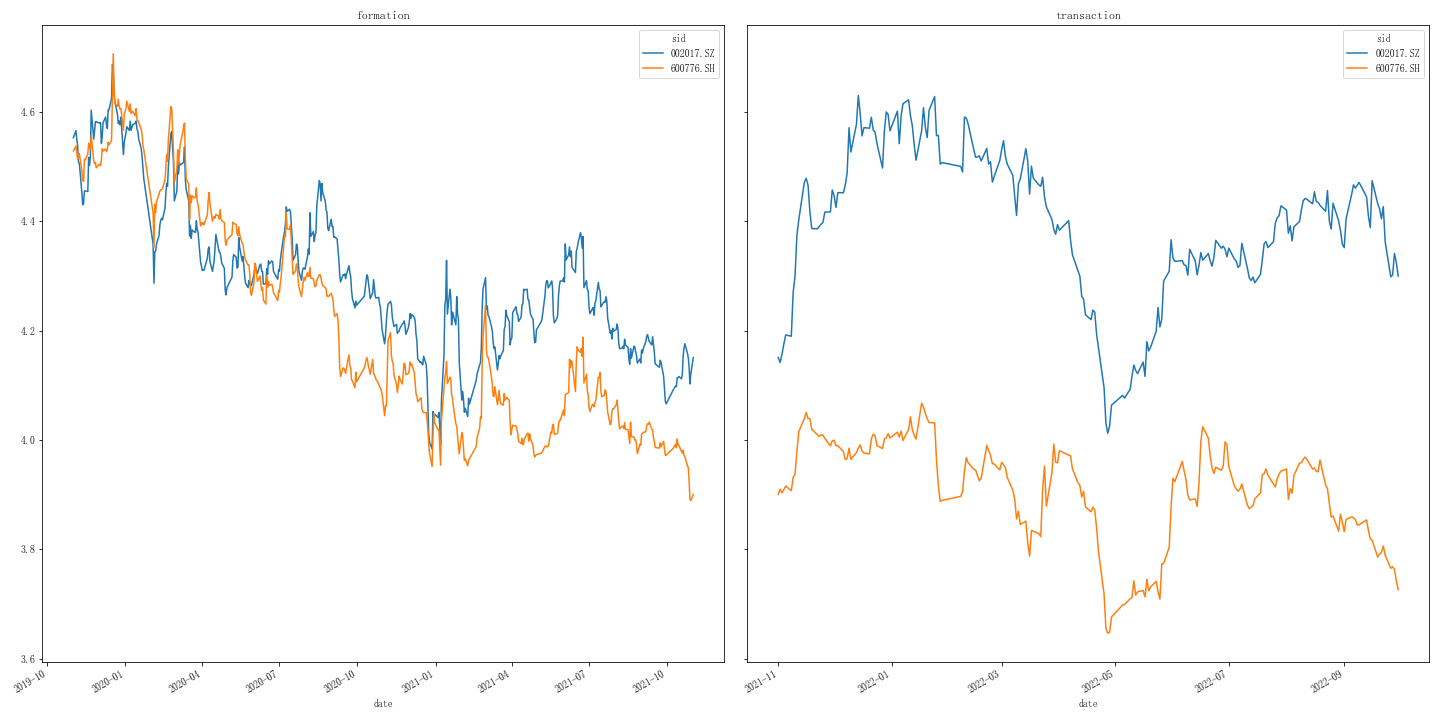 formation
sid
002017.SZ
600776.SH
4.6
4.4
4.2
4.0
3.8
3.6
2019-10
2020-01
2020-04
2020-07
2020-10
2021-01
2021-04
2021-07
2021-10
date
transaction
sid
002017.SZ
600776.SH
2021-11
2022-01
2022-03
2022-05
2022-07
2022-09
date